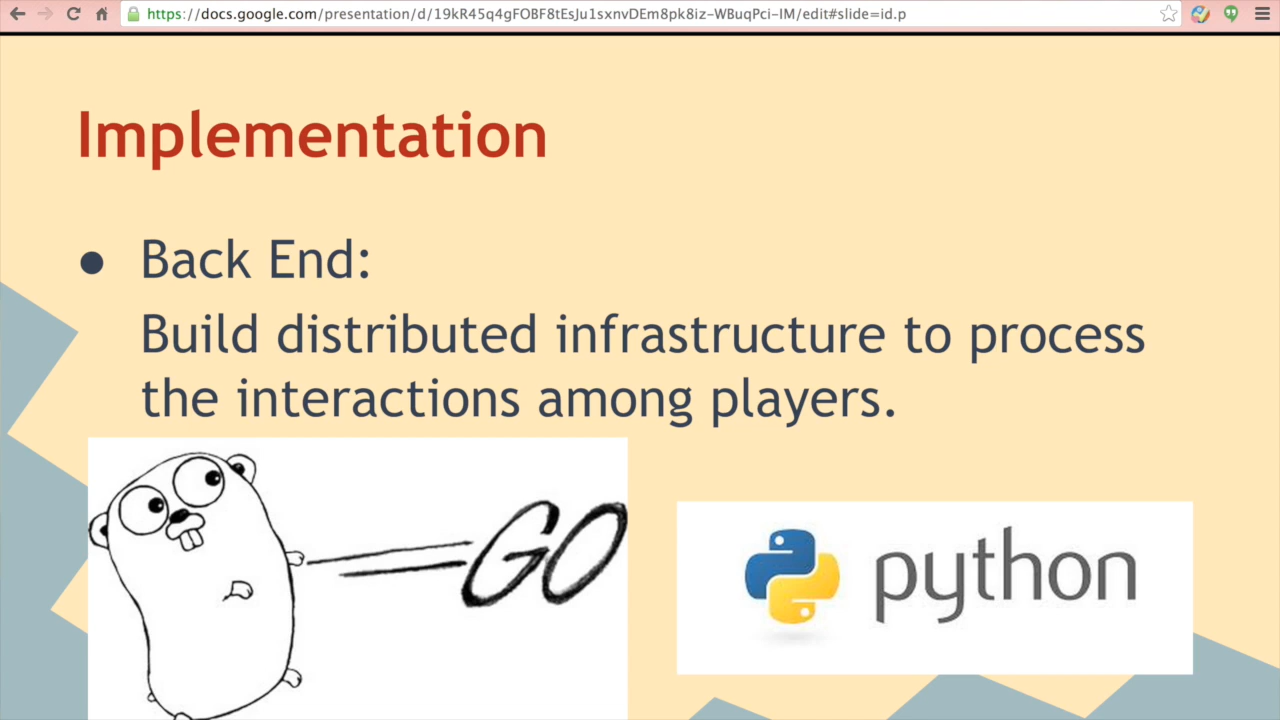 https://docs.google.com/presentation/d/19kR45q4gFOBF8tEsJu1sxnvDEm8pk8iz-WBuqPci-IM/edit#slide=id.p
Implementation
● Back End:
Build distributed infrastructure to process
the interactions among players.
GO
python